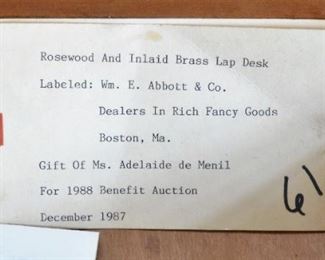 Rosewood And Inlaid Brass Lap Desk
Labeled: Wm. E. Abbott & Co.
Dealers In Rich Fancy Goods
Boston, Ma.
Gift Of Ms. Adelaide de Menil
For 1988 Benefit Auction
December 1987
61